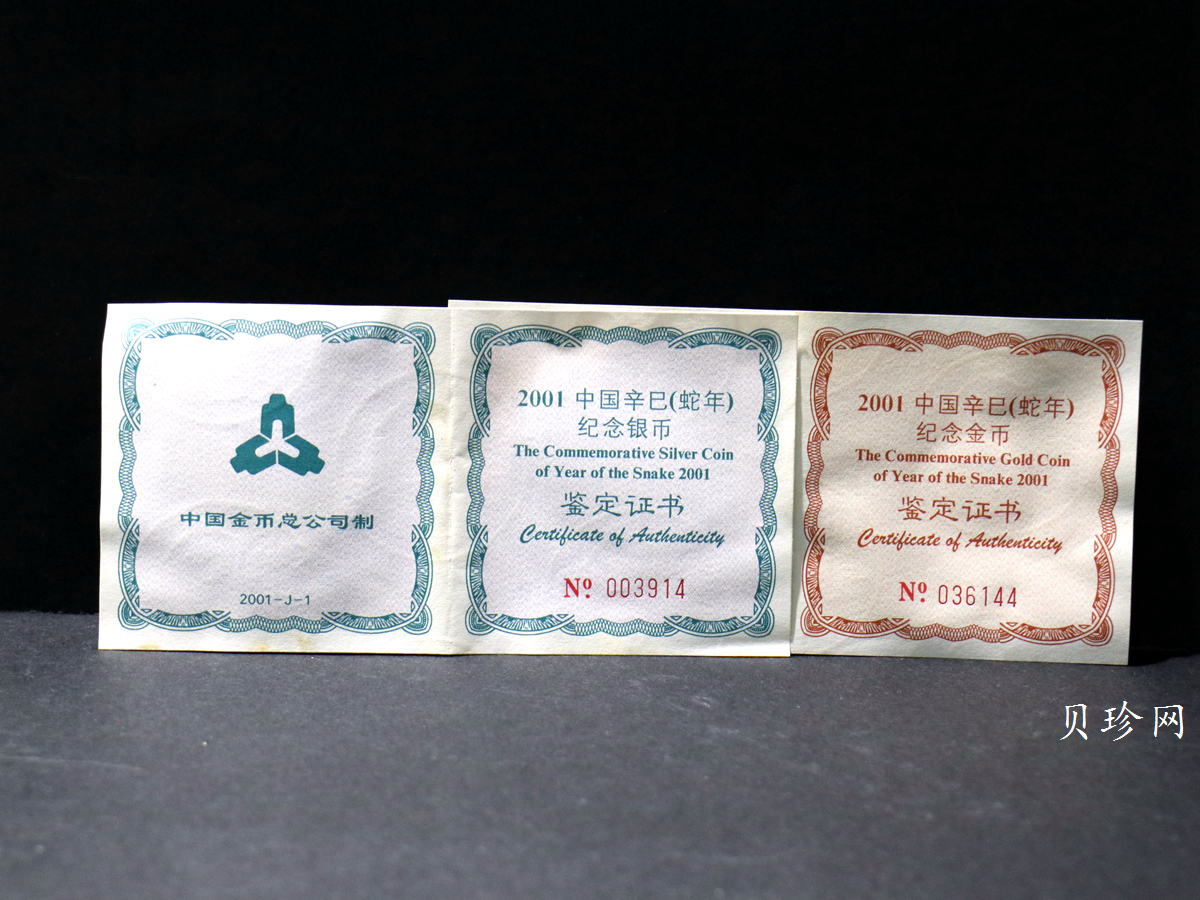 中国金币总公司制
2001-J-1
2001 中国辛巳(蛇年)
纪念银币
The Commemorative Silver Coin
of Year of the Snake 2001
鉴定证书
Certificate of Authenticity
Nº 003914
2001 中国辛巳(蛇年)
纪念金币
The Commemorative Gold Coin
of Year of the Snake 2001
鉴定证书
Certificate of Authenticity
Nº 036144
贝珍网